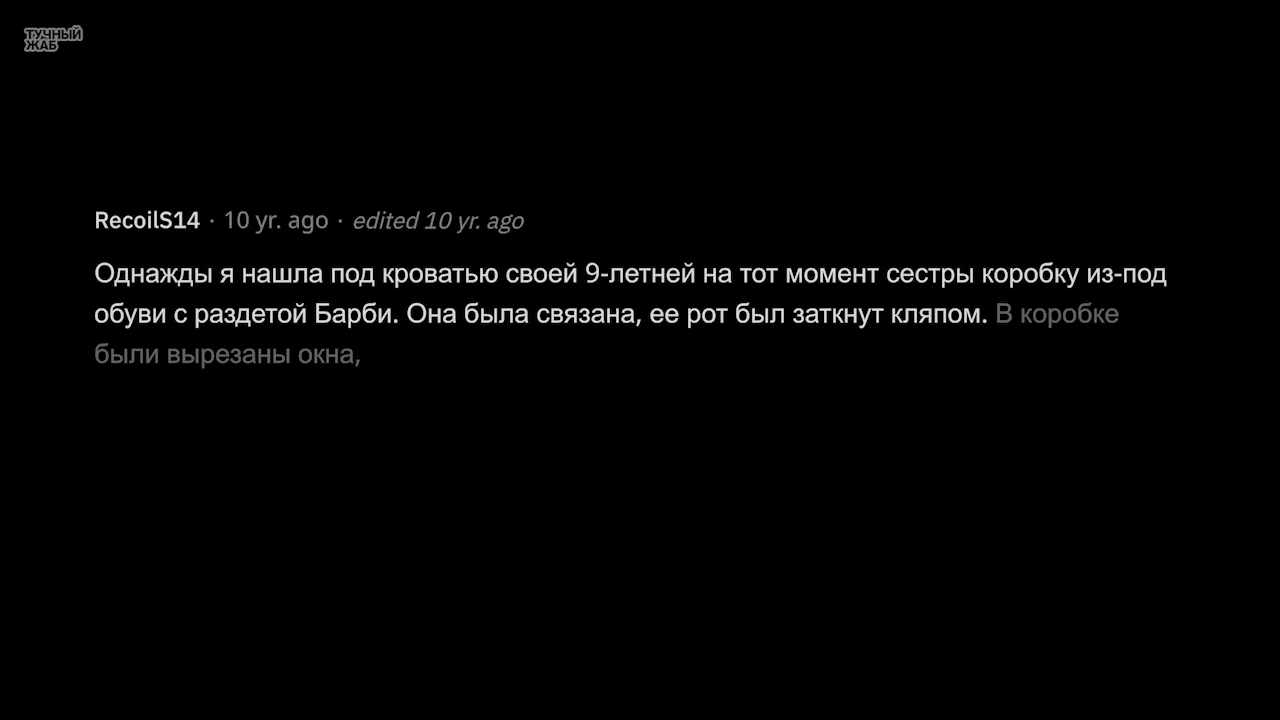 ТУЧНЫЙ
ЖАБ
RecoilS14 · 10 yr. ago · edited 10 yr. ago
Однажды я нашла под кроватью своей 9-летней на тот момент сестры коробку из-под
обуви с раздетой Барби. Она была связана, ее рот был заткнут кляпом. В коробке
были вырезаны окна,